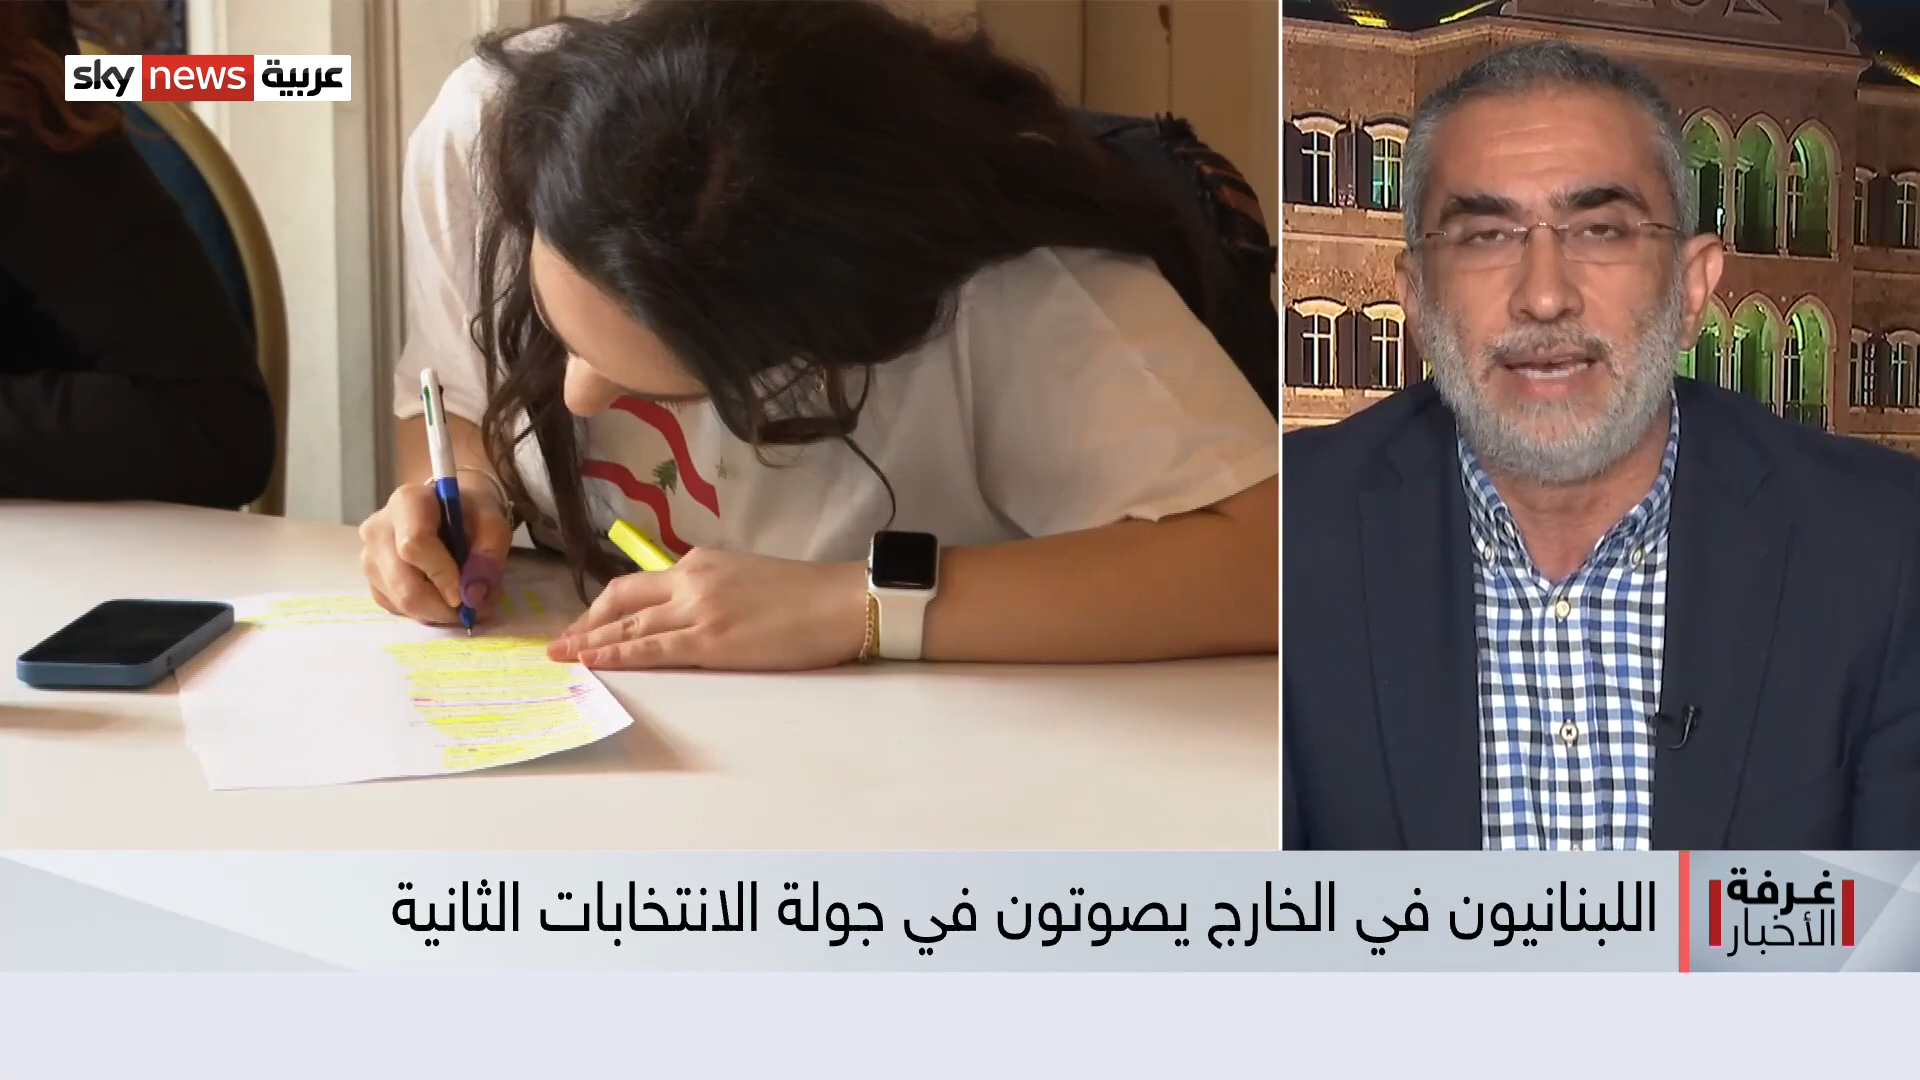 sky news عربية
اللبنانيون في الخارج يصوتون في جولة الانتخابات الثانية
غرفة
الأخبار